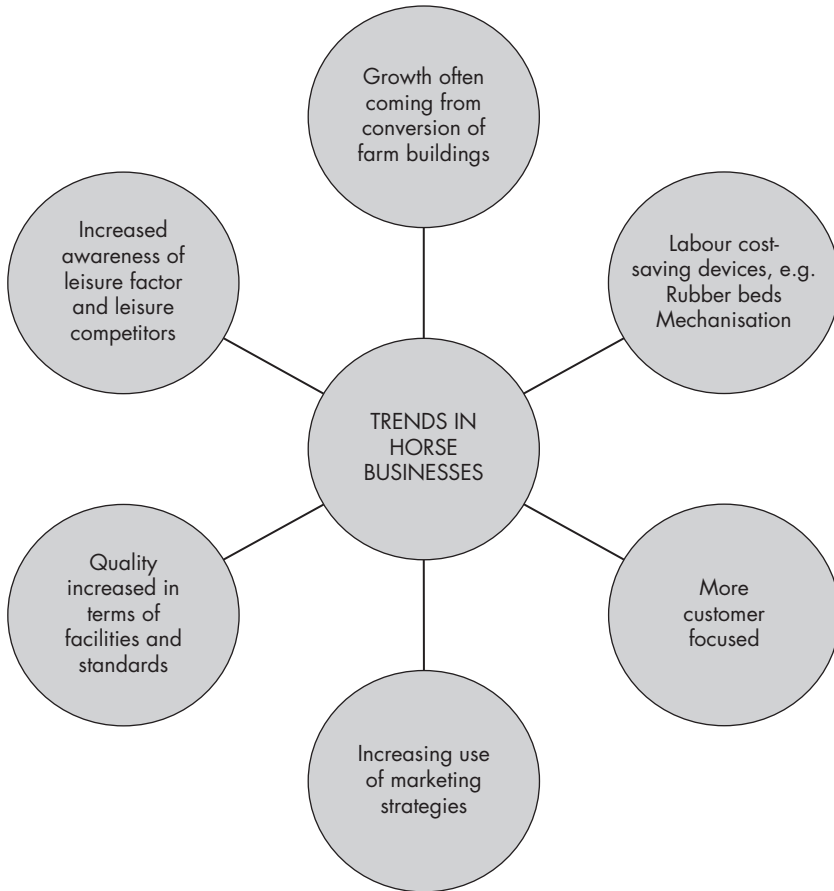 Growth often
coming from
conversion of
farm buildings
Increased
awareness of
leisure factor
and leisure
competitors
Labour cost-
saving devices, e.g.
Rubber beds
Mechanisation
TRENDS IN
HORSE
BUSINESSES
Quality
increased in
terms of
facilities and
standards
More
customer
focused
Increasing use
of marketing
strategies